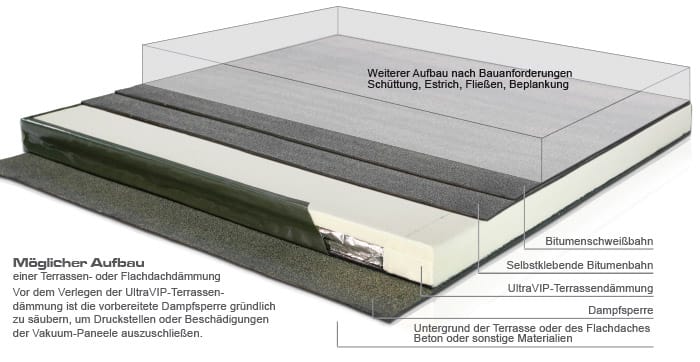 Weiterer Aufbau nach Bauanforderungen
Schüttung, Estrich, Fließen, Beplankung
Bitumenschweißbahn
Selbstklebende Bitumenbahn
UltraVIP-Terrassendämmung
Dampfsperre
Untergrund der Terrasse oder des Flachdaches
Beton oder sonstige Materialien
Möglicher Aufbau
einer Terrassen- oder Flachdachdämmung
Vor dem Verlegen der UltraVIP-Terrassen-
dämmung ist die vorbereitete Dampfsperre gründlich
zu säubern, um Druckstellen oder Beschädigungen
der Vakuum-Paneele auszuschließen.